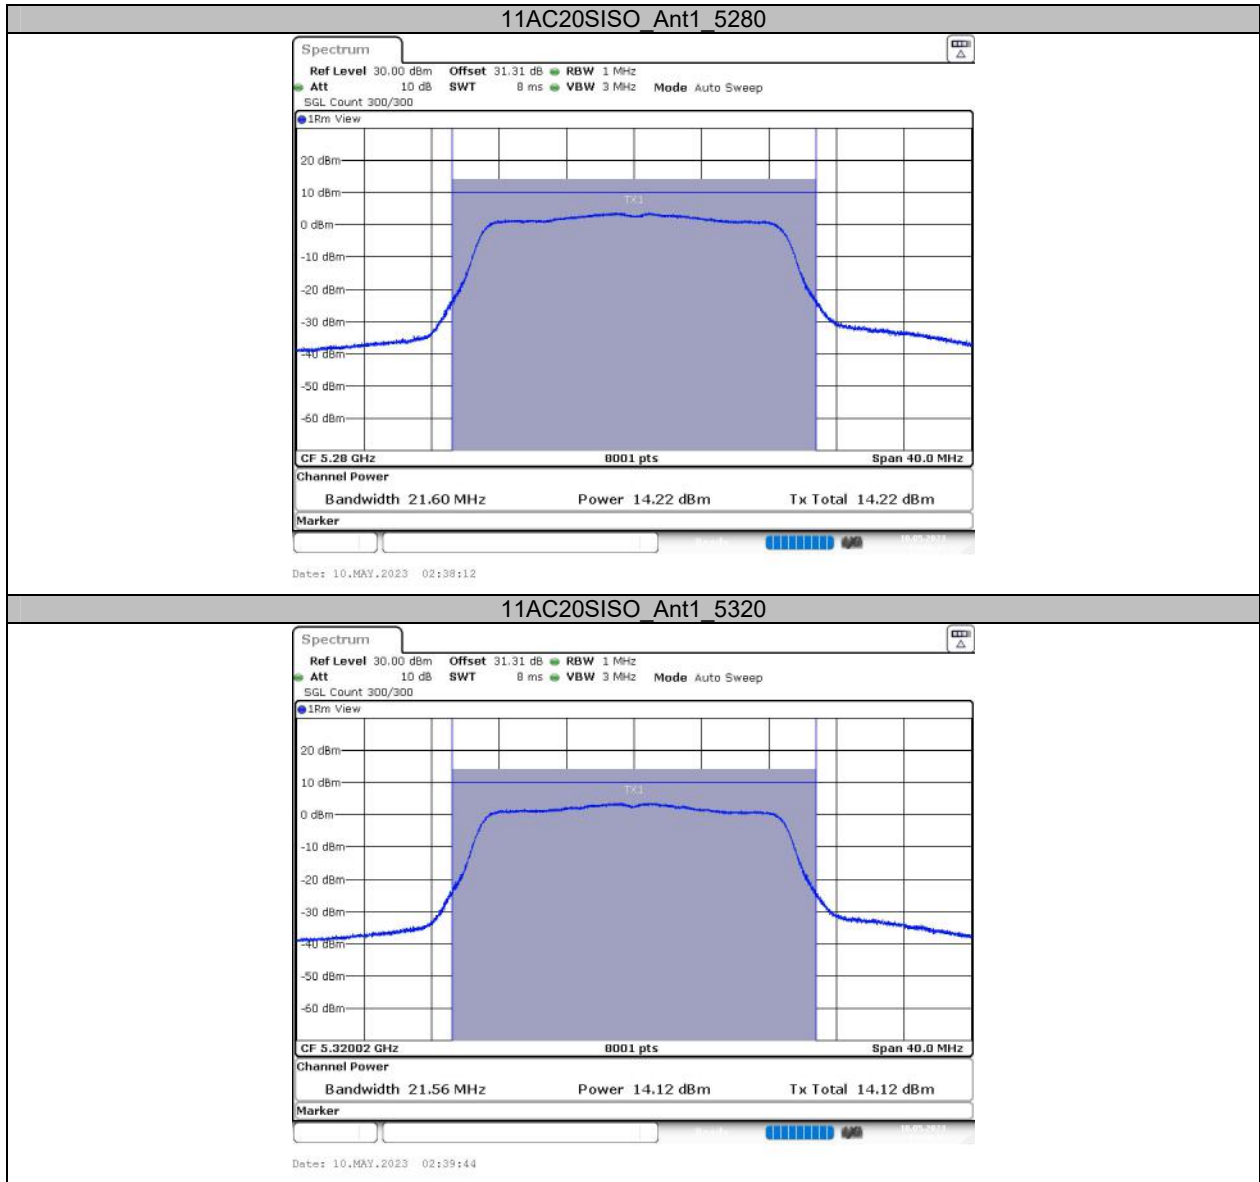 11AC20SISO_Ant1_5280
Spectrum
Ref Level 30.00 dBm Offset 31.31 dB RBW 1 MHz
Att 10 dB SWT 8 ms VBW 3 MHz Mode Auto Sweep
SGL Count 300/300
1Rm View
20 dBm
10 dBm
TX1
0 dBm
-10 dBm
-20 dBm
-30 dBm
-40 dBm
-50 dBm
-60 dBm
CF 5.28 GHz 8001 pts Span 40.0 MHz
Channel Power
Bandwidth 21.60 MHz Power 14.22 dBm Tx Total 14.22 dBm
Marker
Date: 10.MAY.2023 02:38:12
11AC20SISO_Ant1_5320
Spectrum
Ref Level 30.00 dBm Offset 31.31 dB RBW 1 MHz
Att 10 dB SWT 8 ms VBW 3 MHz Mode Auto Sweep
SGL Count 300/300
1Rm View
20 dBm
10 dBm
TX1
0 dBm
-10 dBm
-20 dBm
-30 dBm
-40 dBm
-50 dBm
-60 dBm
CF 5.32002 GHz 8001 pts Span 40.0 MHz
Channel Power
Bandwidth 21.56 MHz Power 14.12 dBm Tx Total 14.12 dBm
Marker
Date: 10.MAY.2023 02:39:44